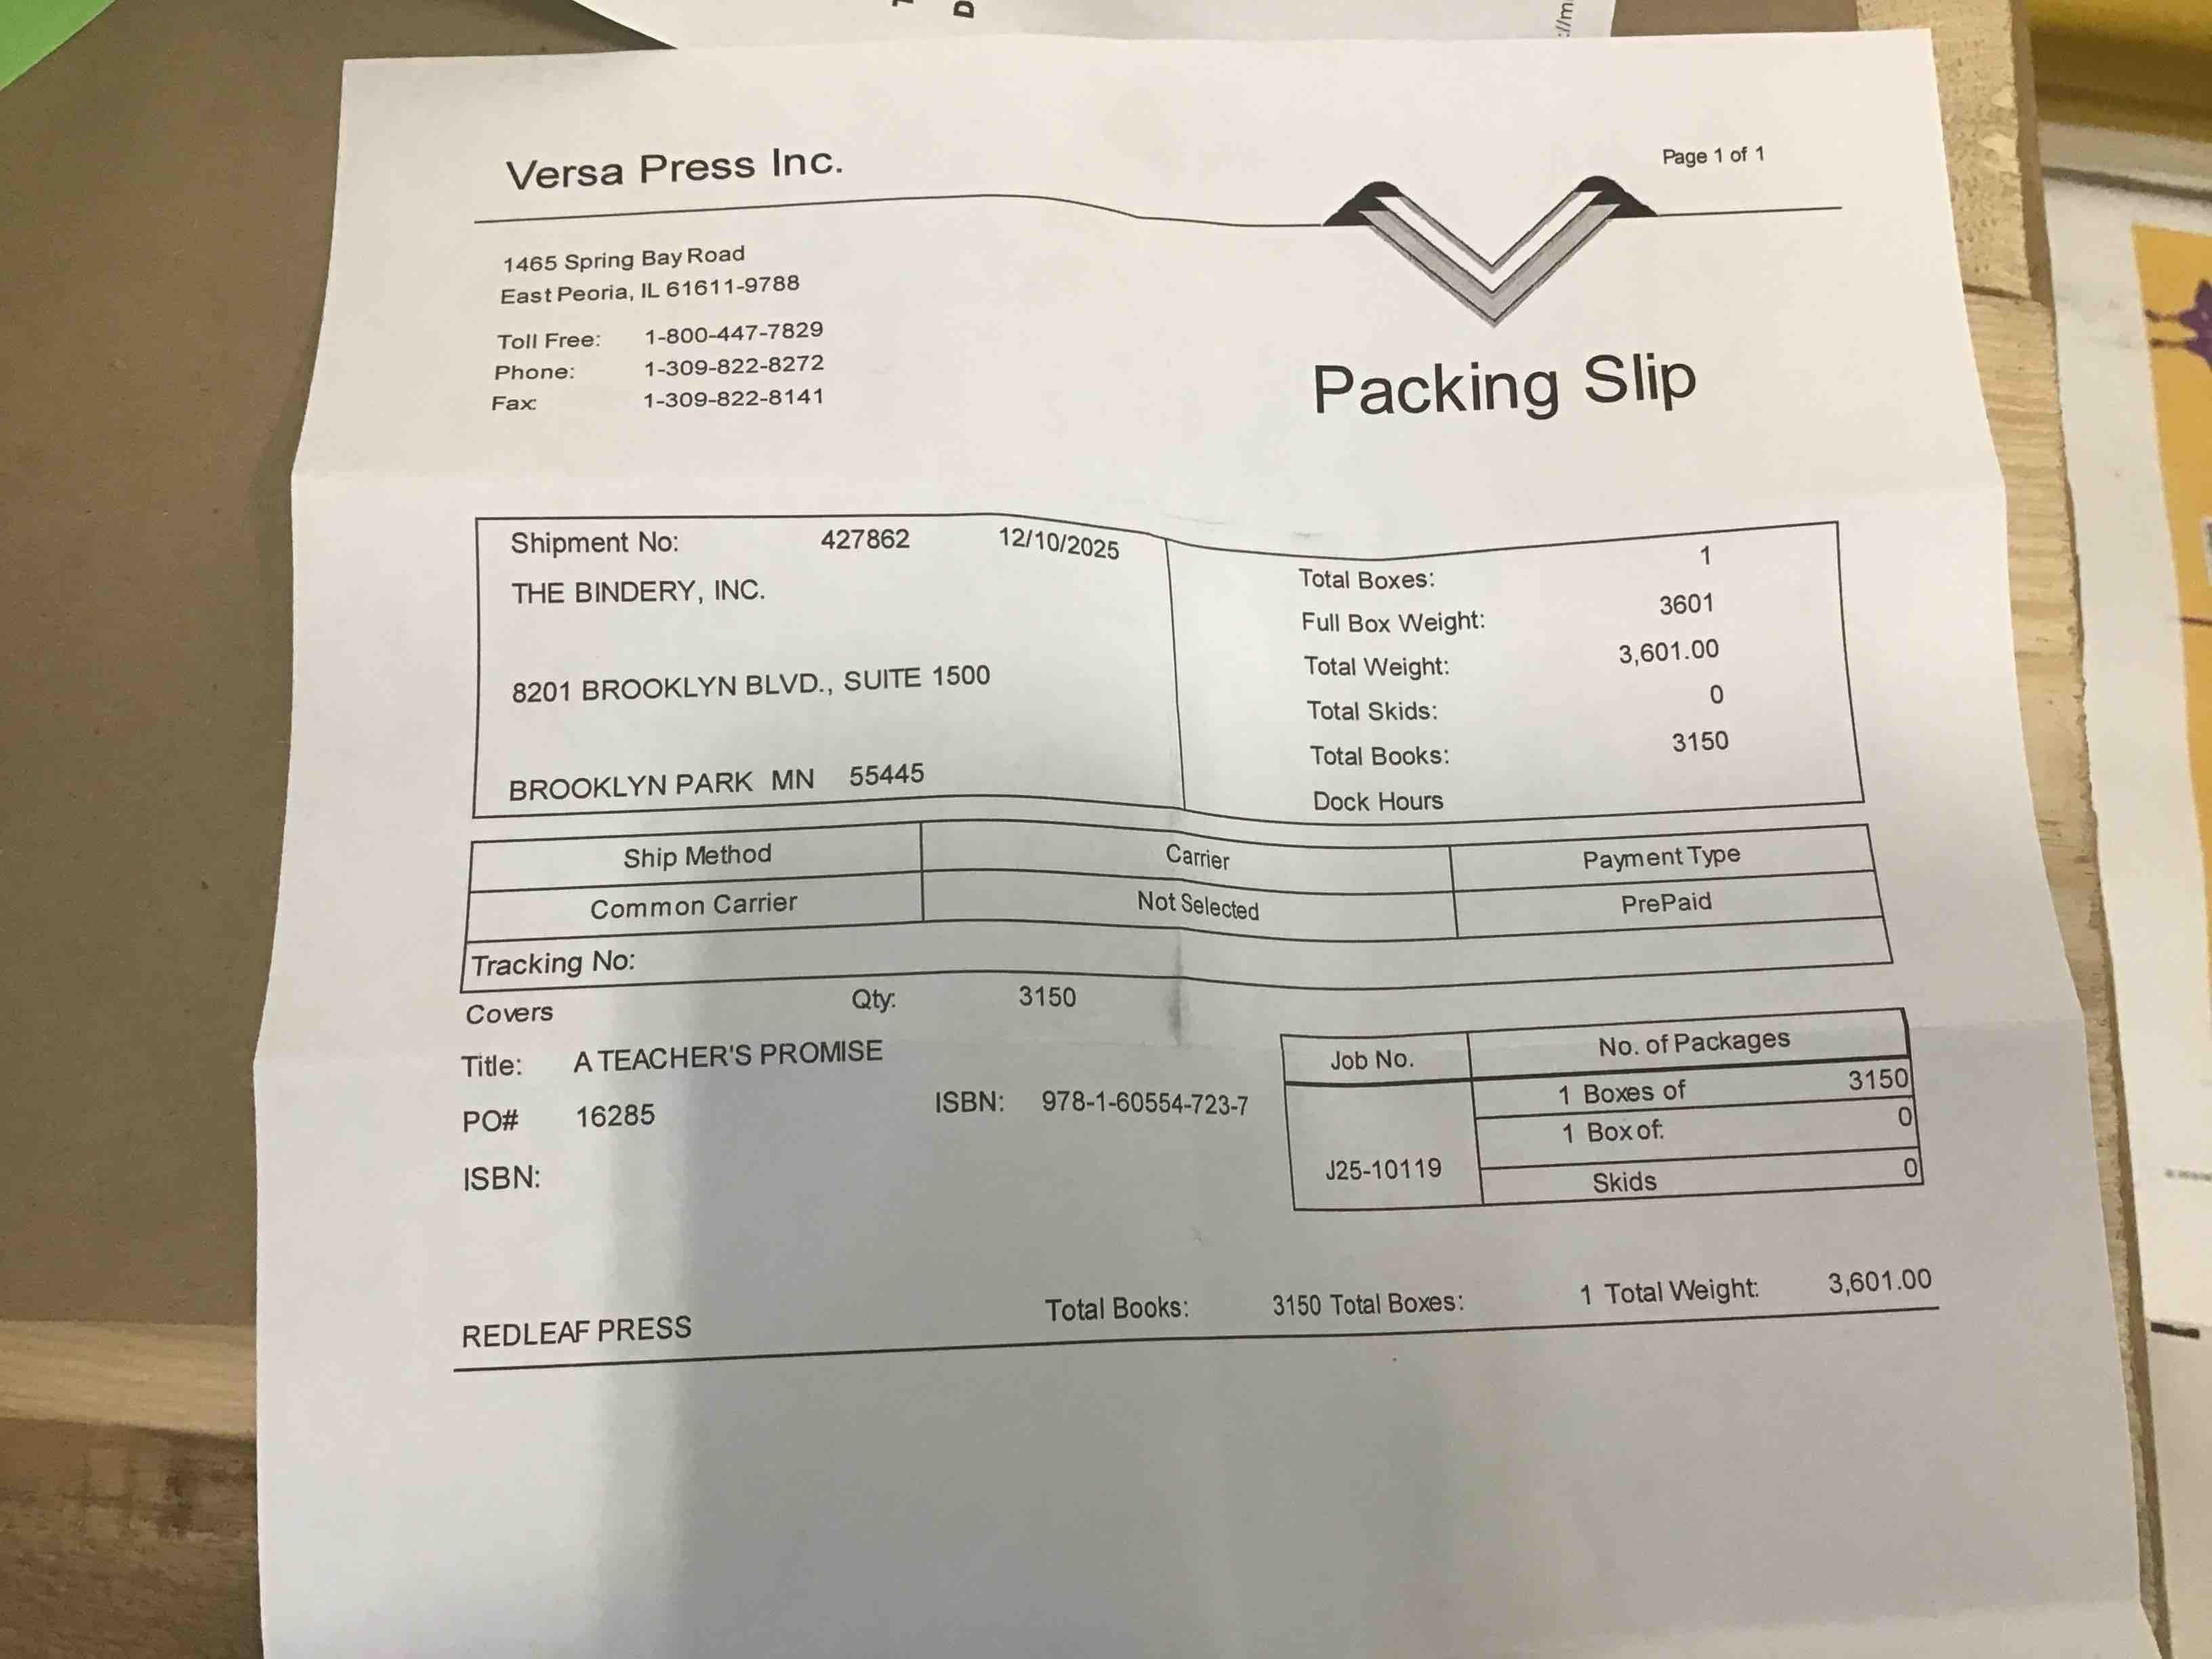 D
://m
Page 1 of 1
Versa Press Inc.
1465 Spring Bay Road
East Peoria, IL 61611-9788
Toll Free: 1-800-447-7829
Phone: 1-309-822-8272
Fax: 1-309-822-8141
Packing Slip
Shipment No: 427862 12/10/2025
THE BINDERY, INC.
8201 BROOKLYN BLVD., SUITE 1500
BROOKLYN PARK MN 55445
Total Boxes: 1
Full Box Weight: 3601
Total Weight: 3,601.00
Total Skids: 0
Total Books: 3150
Dock Hours
Ship Method Carrier Payment Type
Common Carrier Not Selected PrePaid
Tracking No:
Covers Qty: 3150
Title: A TEACHER'S PROMISE
PO# 16285 ISBN: 978-1-60554-723-7
ISBN:
Job No. No. of Packages
1 Boxes of 3150
1 Box of: 0
J25-10119 Skids 0
REDLEAF PRESS Total Books: 3150 Total Boxes: 1 Total Weight: 3,601.00